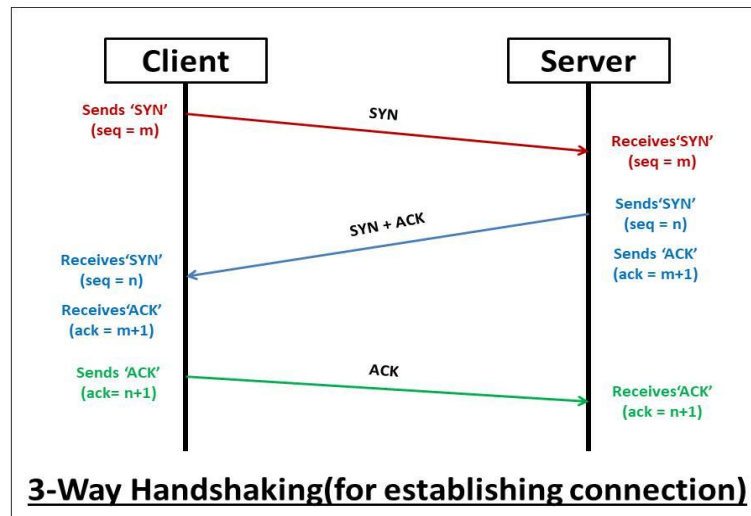 Client
Server
Sends ‘SYN’
(seq = m)
SYN
Receives‘SYN’
(seq = m)
Sends‘SYN’
(seq = n)
SYN + ACK
Sends ‘ACK’
(ack = m+1)
Receives‘SYN’
(seq = n)
Receives‘ACK’
(ack = m+1)
Sends ‘ACK’
(ack= n+1)
ACK
Receives‘ACK’
(ack = n+1)
3-Way Handshaking(for establishing connection)